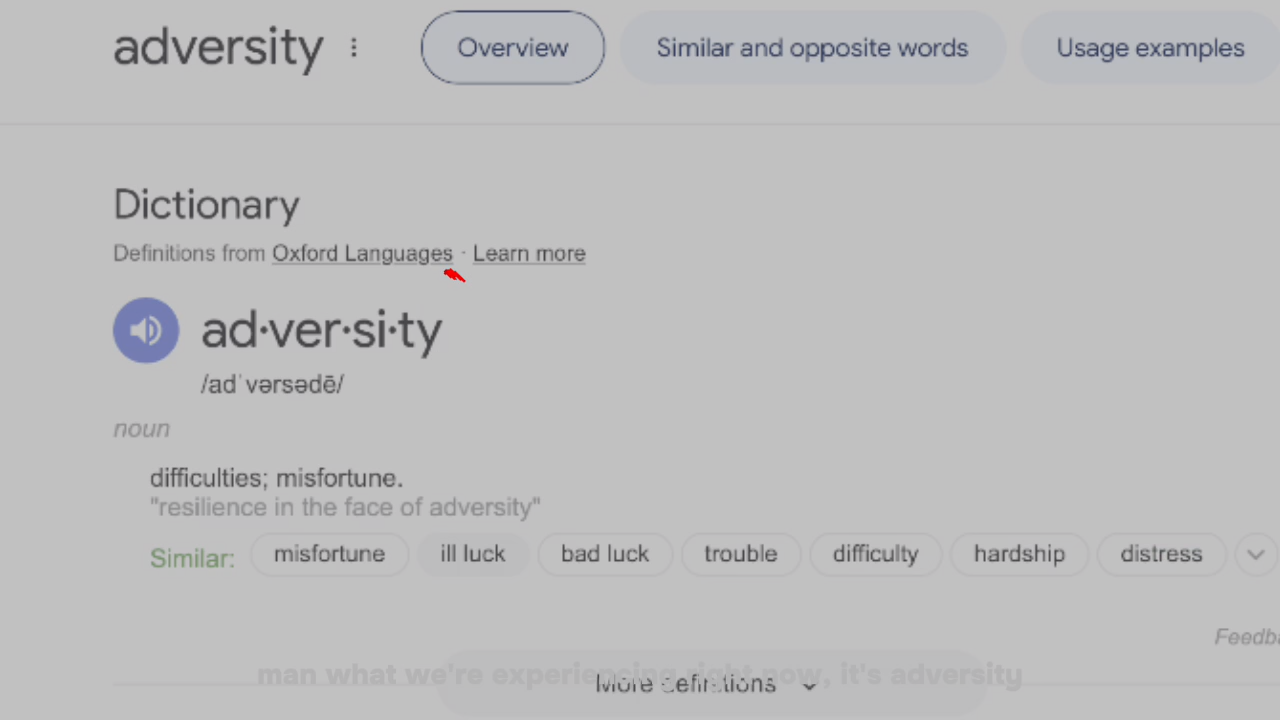 adversity
Overview
Similar and opposite words
Usage examples
Dictionary
Definitions from Oxford Languages · Learn more
ad·ver·si·ty
/adˈvərsədē/
noun
difficulties; misfortune.
"resilience in the face of adversity"
Similar:
misfortune
ill luck
bad luck
trouble
difficulty
hardship
distress
Feedba
man what we're experiencing right now, it's adversity
More definitions